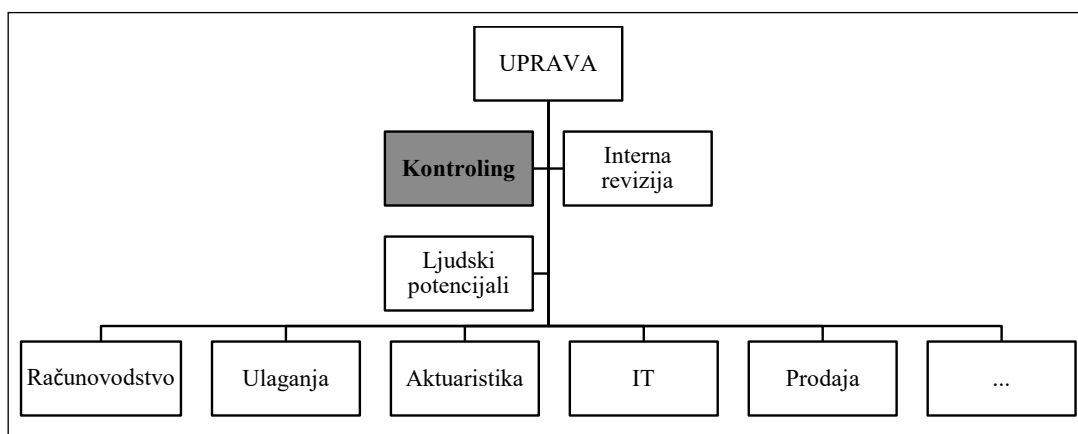 UPRAVA
Kontroling
Interna
revizija
Ljudski
potencijali
Računovodstvo
Ulaganja
Aktuaristika
IT
Prodaja
...